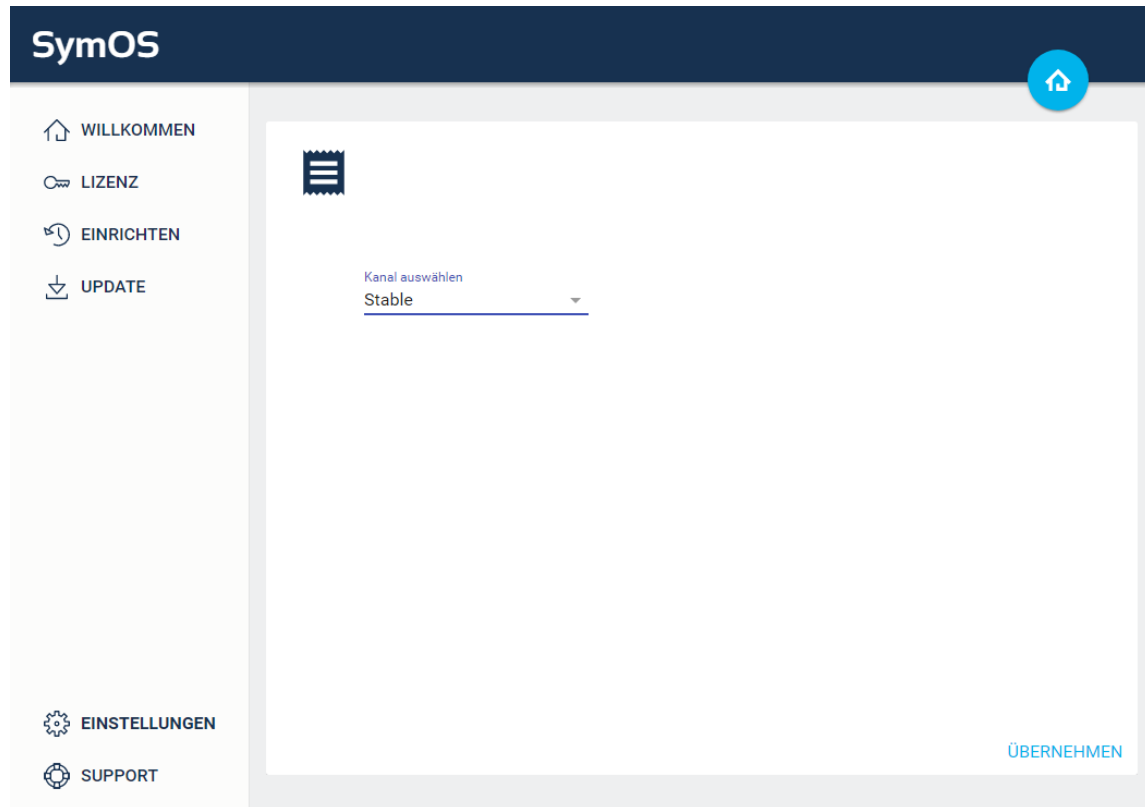 SymOS
WILLKOMMEN
LIZENZ
EINRICHTEN
UPDATE
Kanal auswählen
Stable
EINSTELLUNGEN
SUPPORT
ÜBERNEHMEN